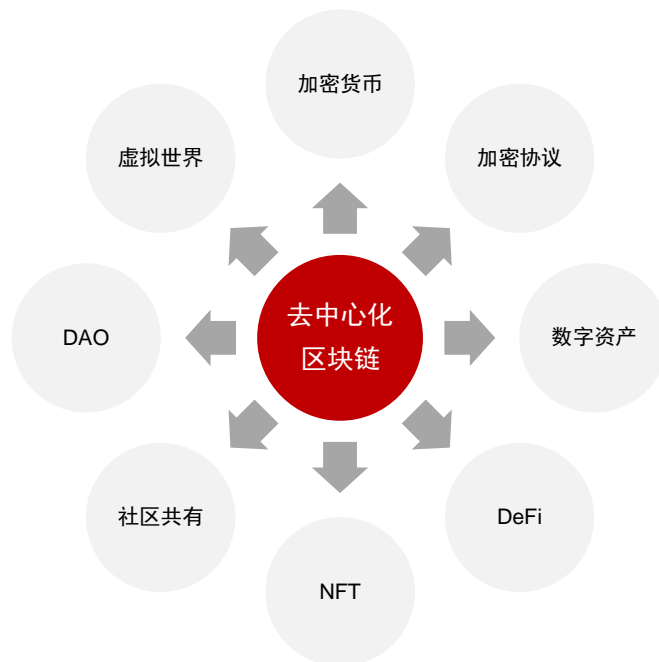 加密货币
虚拟世界
加密协议
去中心化
区块链
DAO
数字资产
社区共有
DeFi
NFT